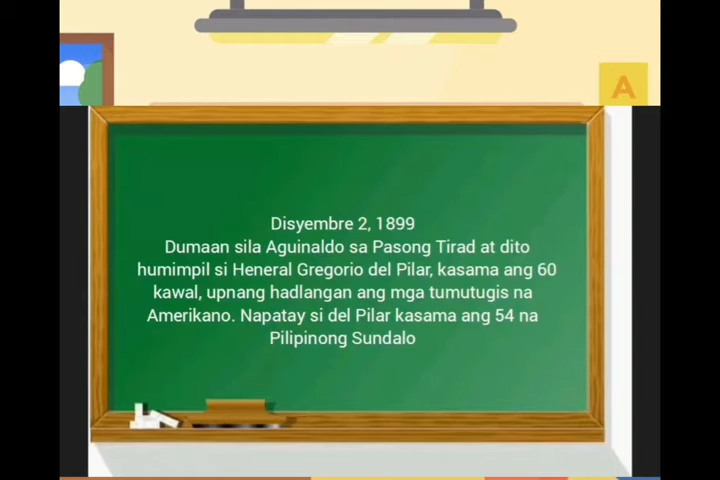 A
Disyembre 2, 1899
Dumaan sila Aguinaldo sa Pasong Tirad at dito
humimpil si Heneral Gregorio del Pilar, kasama ang 60
kawal, upnang hadlangan ang mga tumutugis na
Amerikano. Napatay si del Pilar kasama ang 54 na
Pilipinong Sundalo